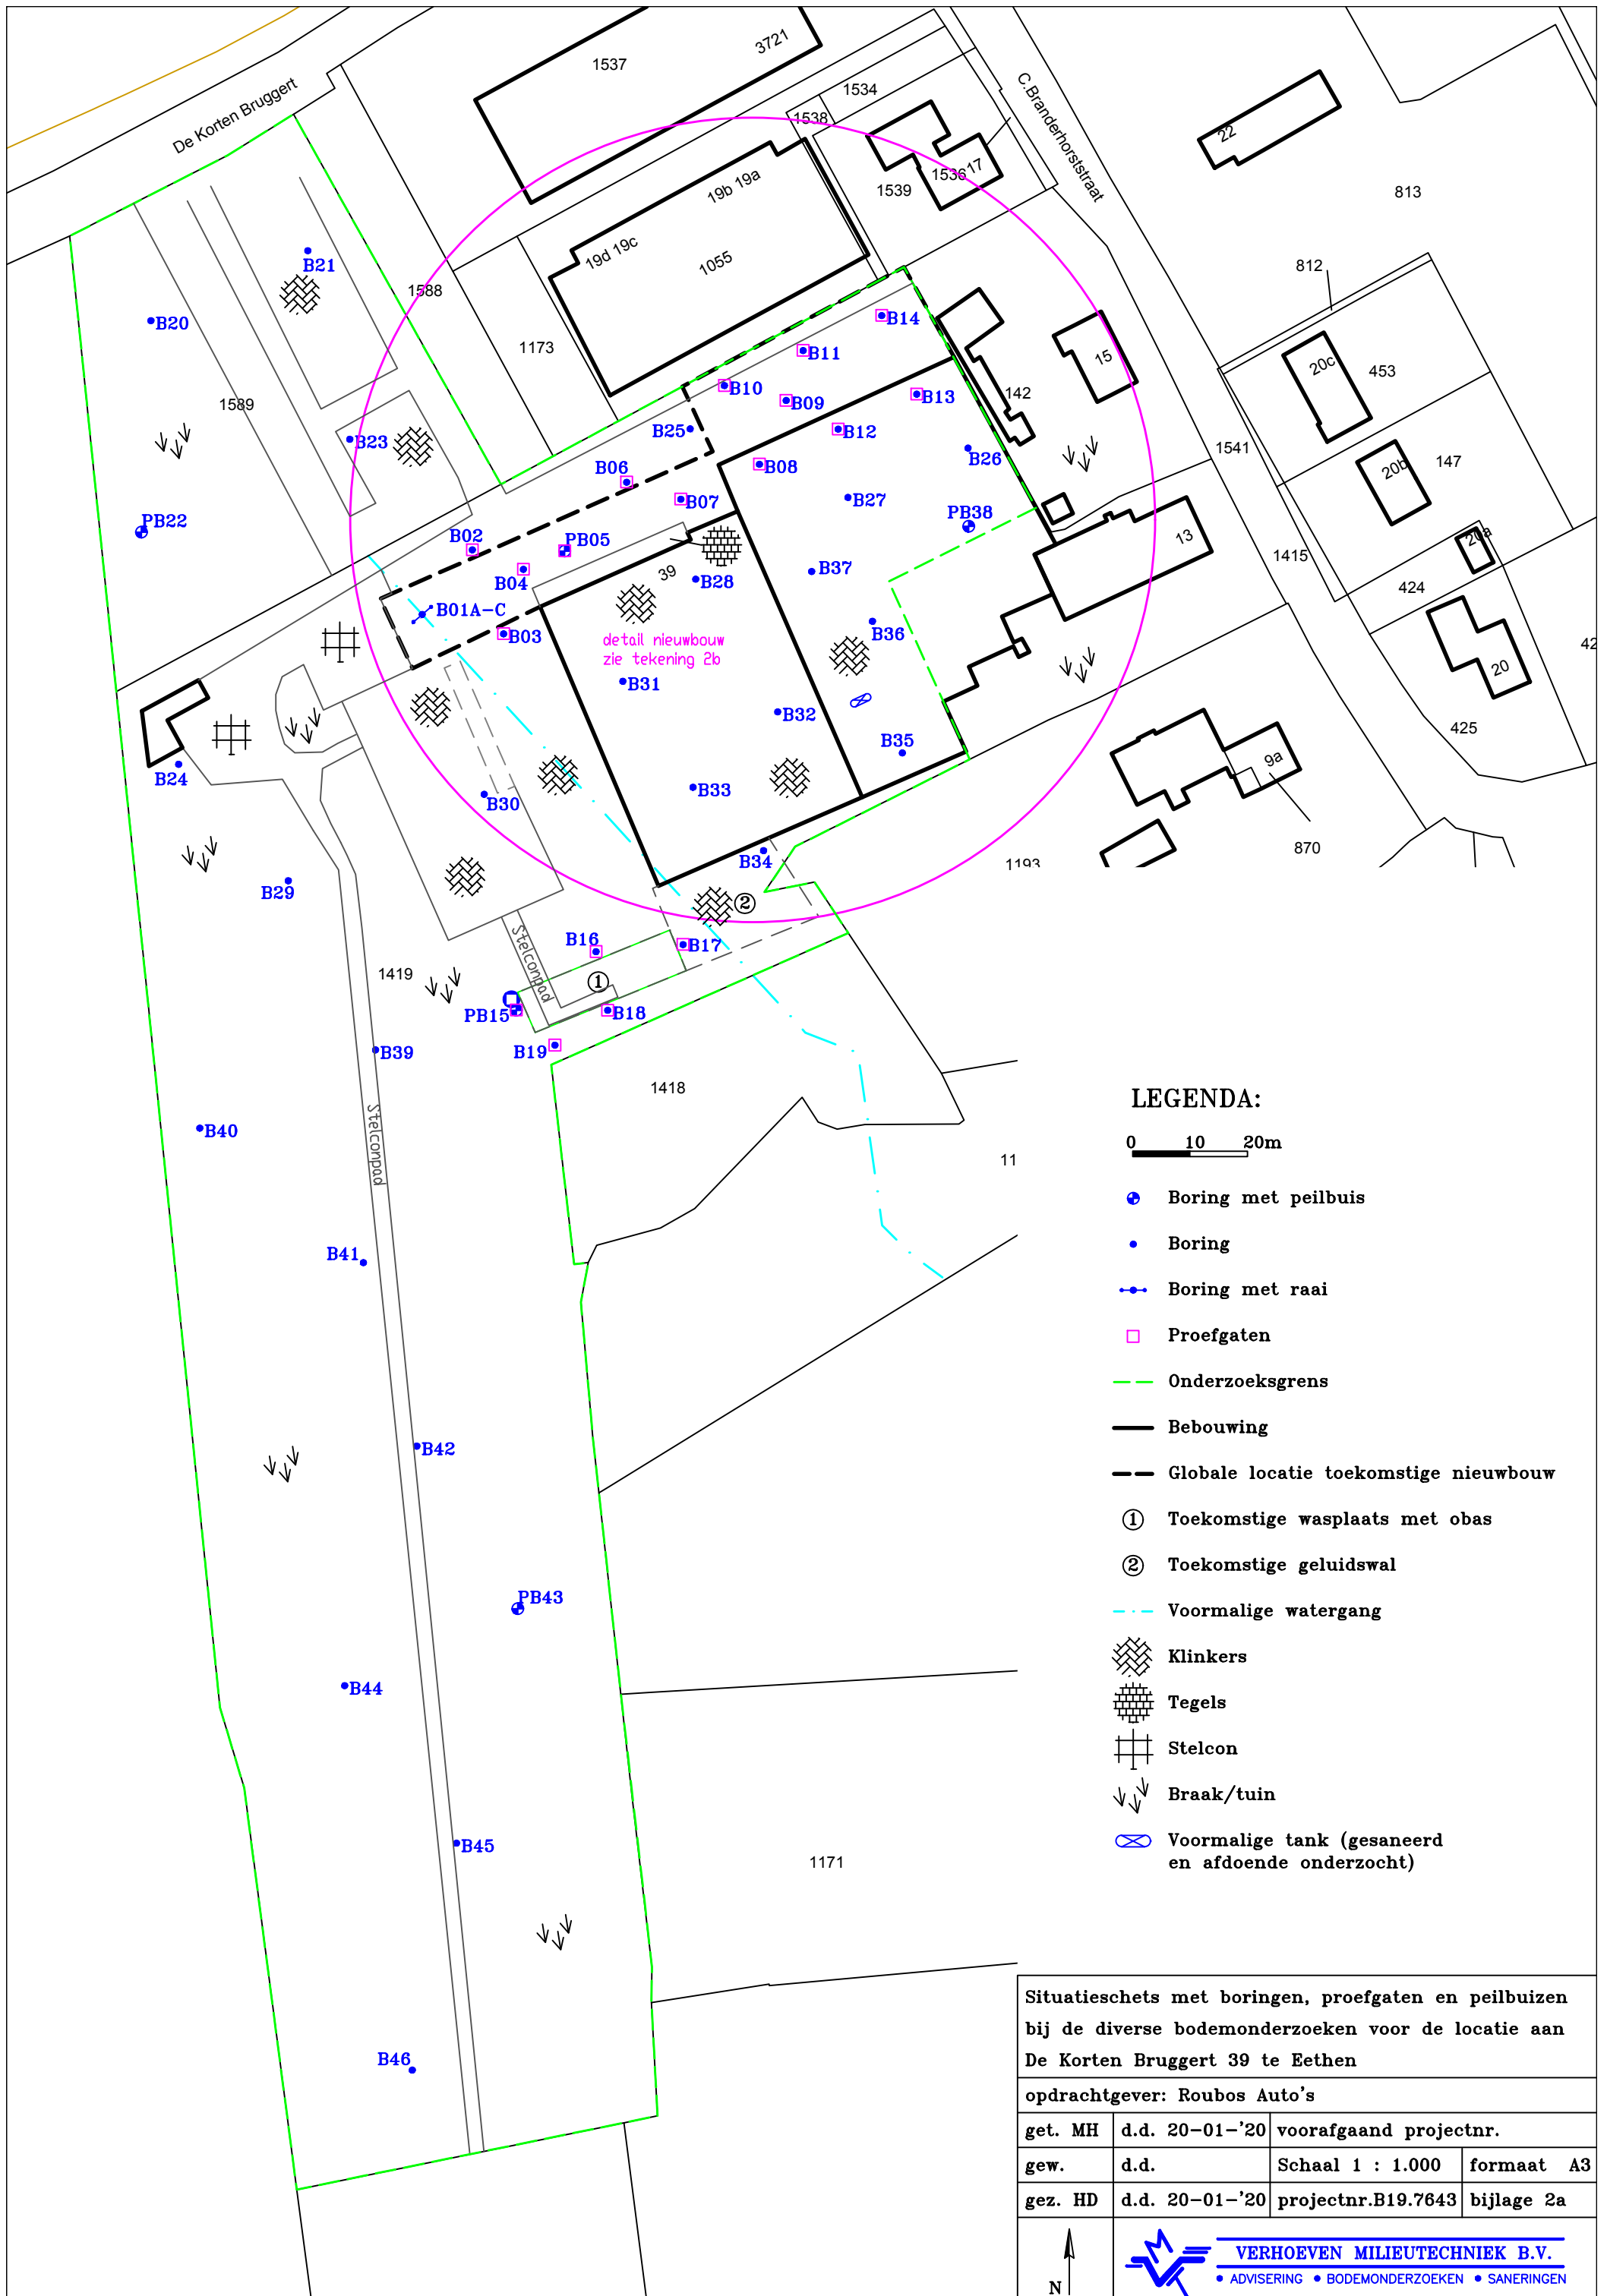 De Korten Bruggert
1537
3721
1534
1538
C.Branderhorststraat
22
1536
17
1539
813
19b 19a
19d 19c
1055
812
B21
1588
B20
B14
1173
B11
15
20c
453
B10
B09
B13
142
1589
B23
B25
B12
1541
B26
20b
147
B06
B08
B07
B27
PB22
PB38
13
20a
B02
PB05
1415
B04
39
B28
B37
424
B01A-C
B03
detail nieuwbouw
zie tekening 2b
B36
20
42
B31
B32
425
B24
B35
9a
B30
B33
870
B34
1193
B29
2
Stelconpad
B16
B17
1419
1
PB15
B18
B39
B19
1418
Stelconpad
B40
11
B41
B42
PB43
B44
B45
1171
B46
LEGENDA:
0 10 20m
Boring met peilbuis
Boring
Boring met raai
Proefgaten
Onderzoeksgrens
Bebouwing
Globale locatie toekomstige nieuwbouw
1 Toekomstige wasplaats met obas
2 Toekomstige geluidswal
Voormalige watergang
Klinkers
Tegels
Stelcon
Braak/tuin
Voormalige tank (gesaneerd
en afdoende onderzocht)
Situatieschets met boringen, proefgaten en peilbuizen
bij de diverse bodemonderzoeken voor de locatie aan
De Korten Bruggert 39 te Eethen
opdrachtgever: Roubos Auto's
get. MH d.d. 20-01-'20 voorafgaand projectnr.
gew. d.d. Schaal 1 : 1.000 formaat A3
gez. HD d.d. 20-01-'20 projectnr.B19.7643 bijlage 2a
N
VERHOEVEN MILIEUTECHNIEK B.V.
• ADVISERING • BODEMONDERZOEKEN • SANERINGEN